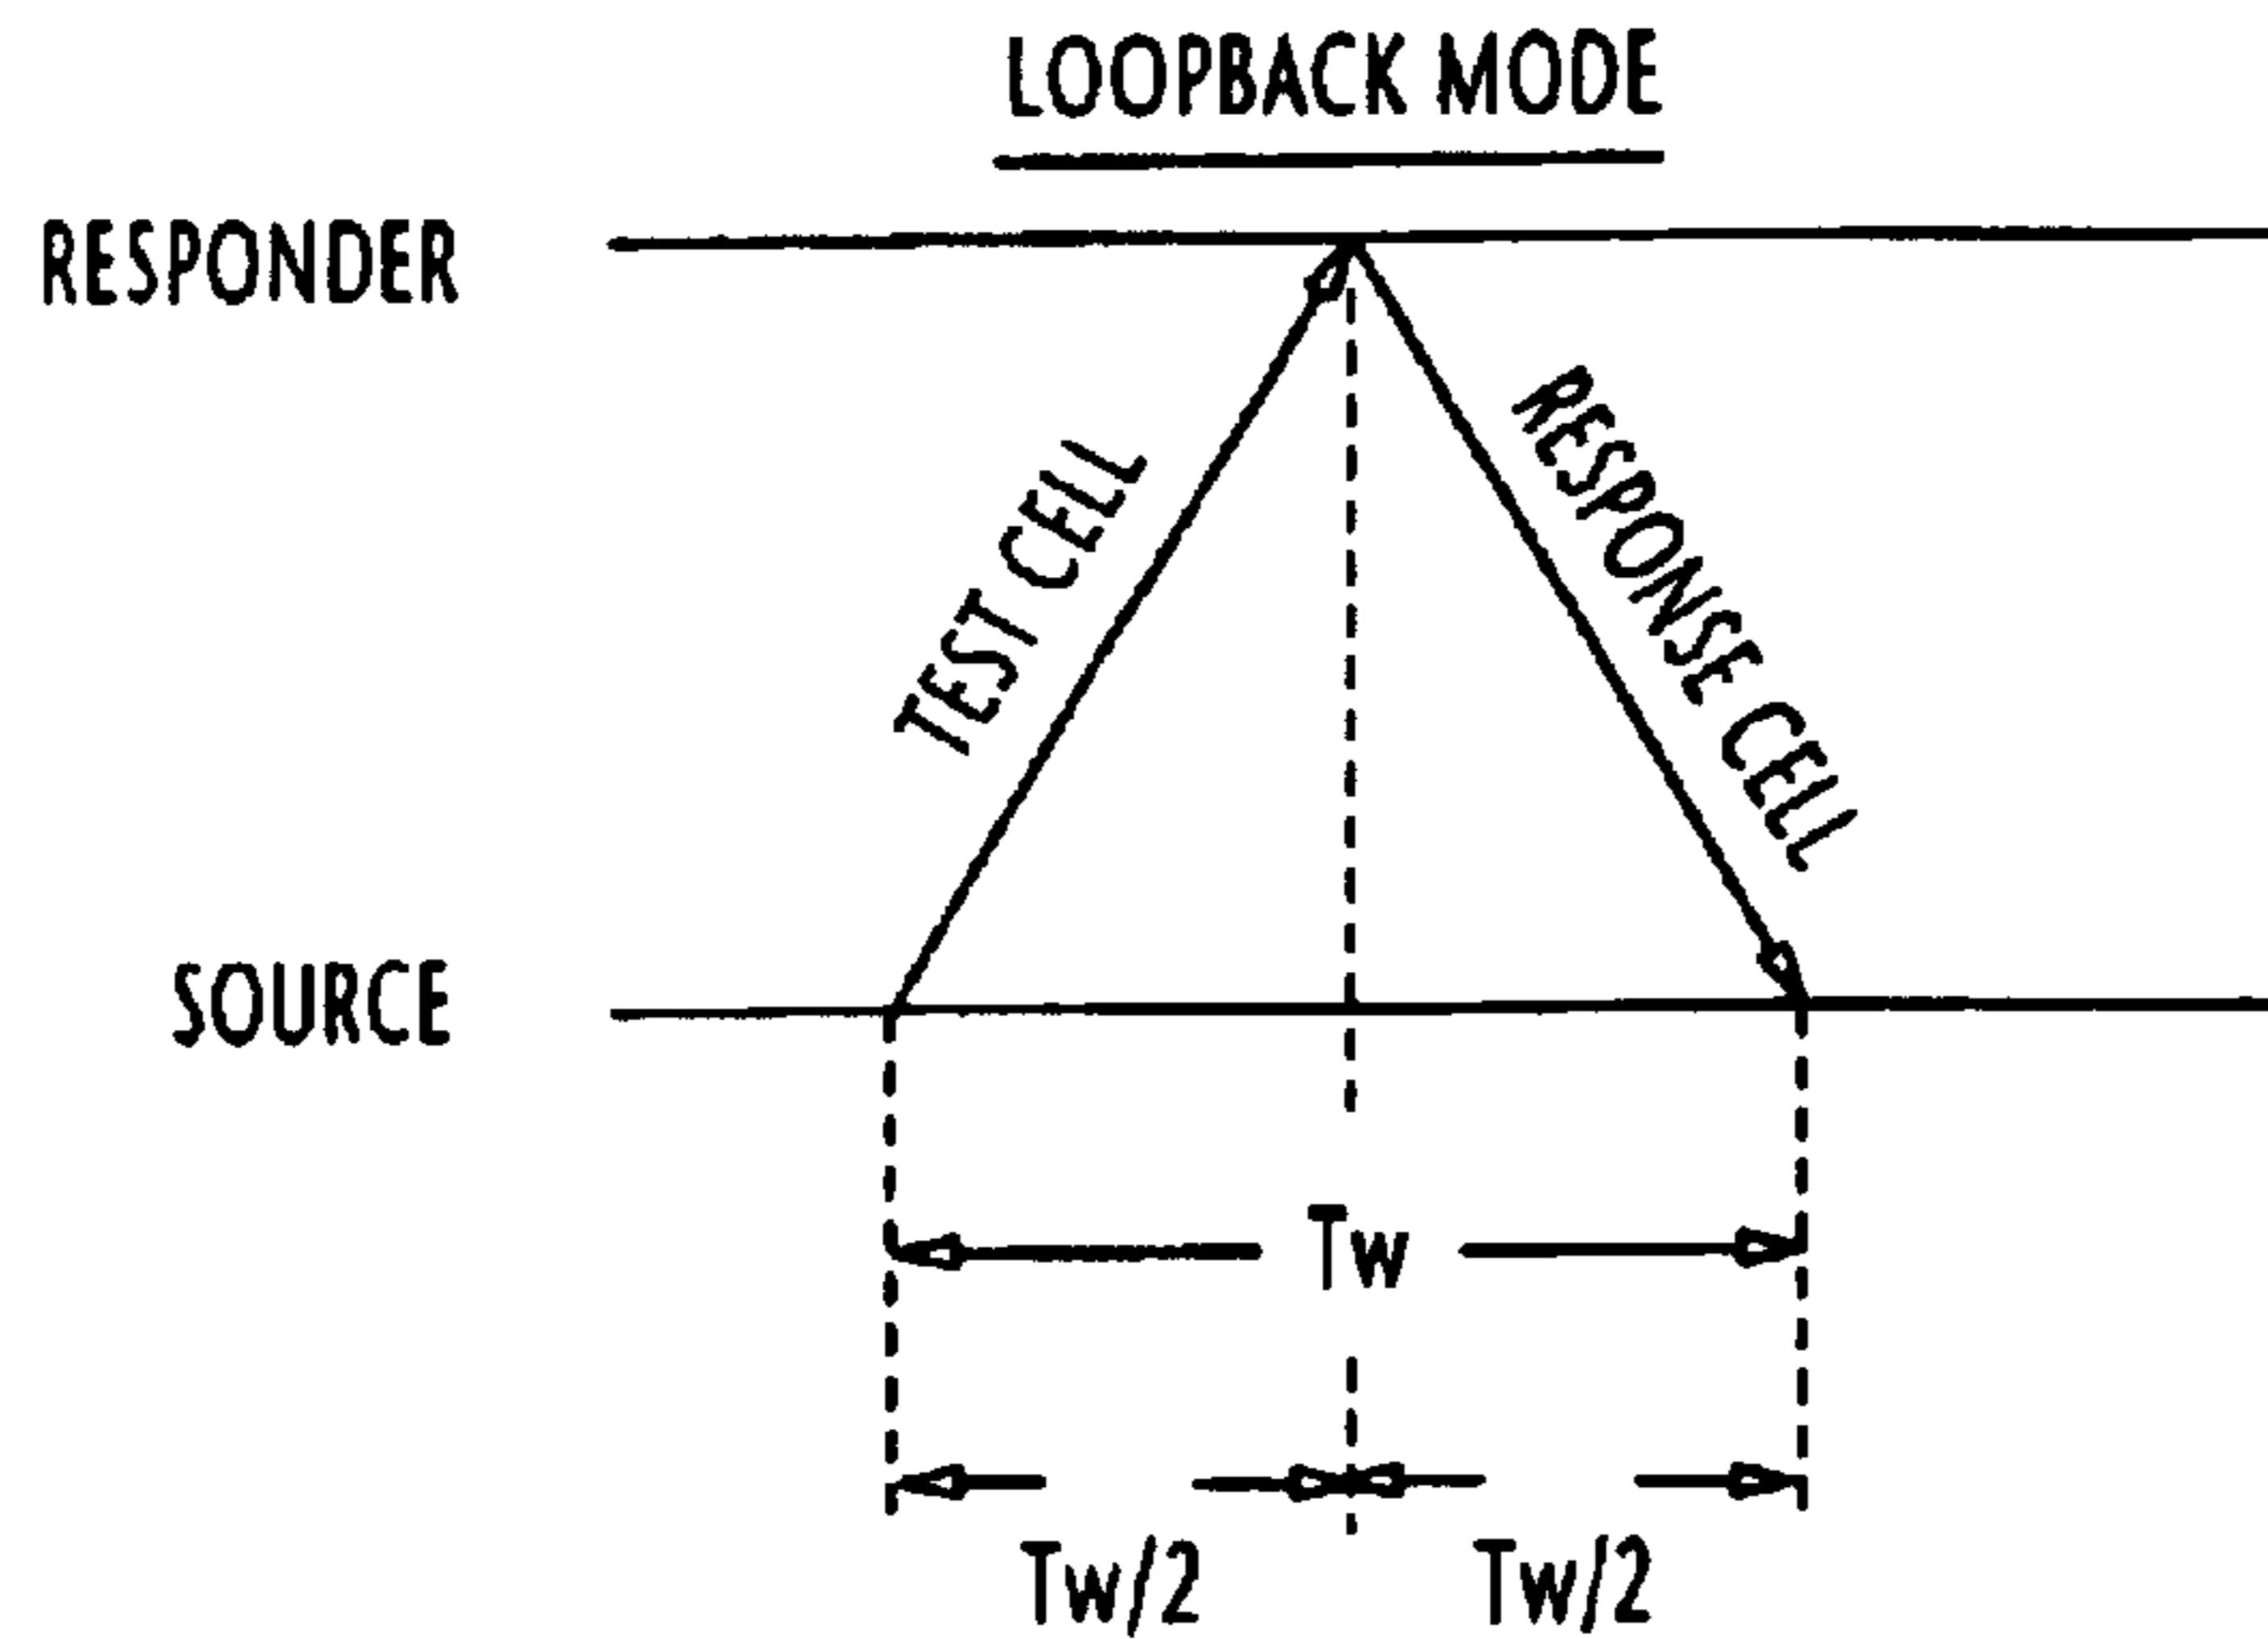 LOOPBACK MODE
RESPONDER
TEST CELL
RESPONSE CELL
SOURCE
Tw
Tw/2
Tw/2